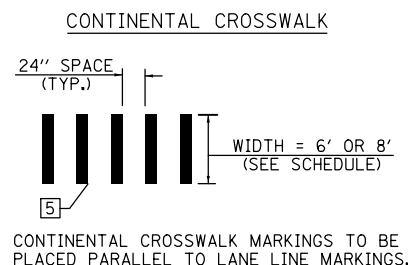 CONTINENTAL CROSSWALK
24" SPACE
(TYP.)
WIDTH = 6' OR 8'
(SEE SCHEDULE)
5
CONTINENTAL CROSSWALK MARKINGS TO BE
PLACED PARALLEL TO LANE LINE MARKINGS.